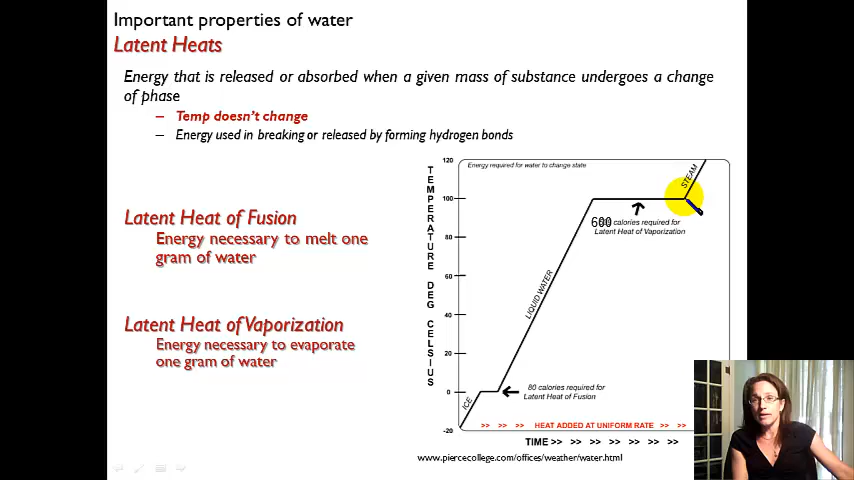 Important properties of water
Latent Heats
Energy that is released or absorbed when a given mass of substance undergoes a change
of phase
– Temp doesn't change
– Energy used in breaking or released by forming hydrogen bonds
Latent Heat of Fusion
Energy necessary to melt one
gram of water
Latent Heat of Vaporization
Energy necessary to evaporate
one gram of water
TEMPERATURE DEG CELSIUS
120
100
80
60
40
20
0
-20
Energy required for water to change state
STEAM
600 calories required for
Latent Heat of Vaporization
LIQUID WATER
80 calories required for
Latent Heat of Fusion
ICE
>> >> >> HEAT ADDED AT UNIFORM RATE >> >>
TIME >> >> >> >> >> >> >>
www.piercecollege.com/offices/weather/water.html